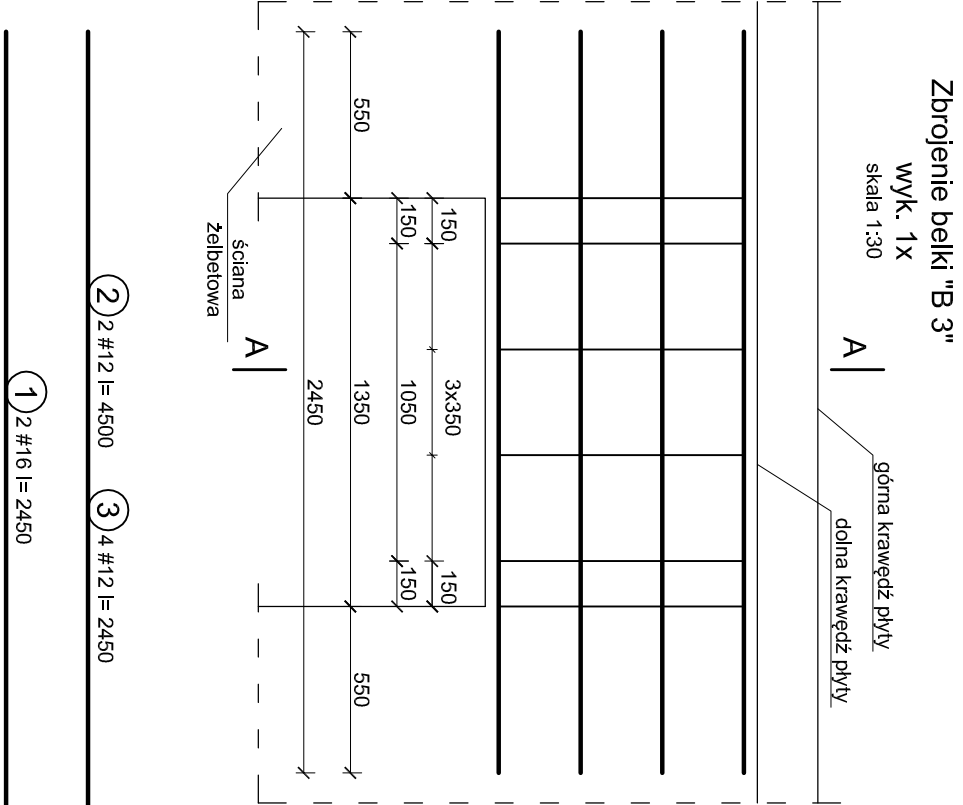 Zbrojenie belki "B 3"
wyk. 1x
skala 1:30
A
A
górna krawędź płyty
dolna krawędź płyty
150
3x350
150
150
1050
150
550
1350
550
2450
ściana
żelbetowa
2 2 #12 l= 4500
3 4 #12 l= 2450
1 2 #16 l= 2450